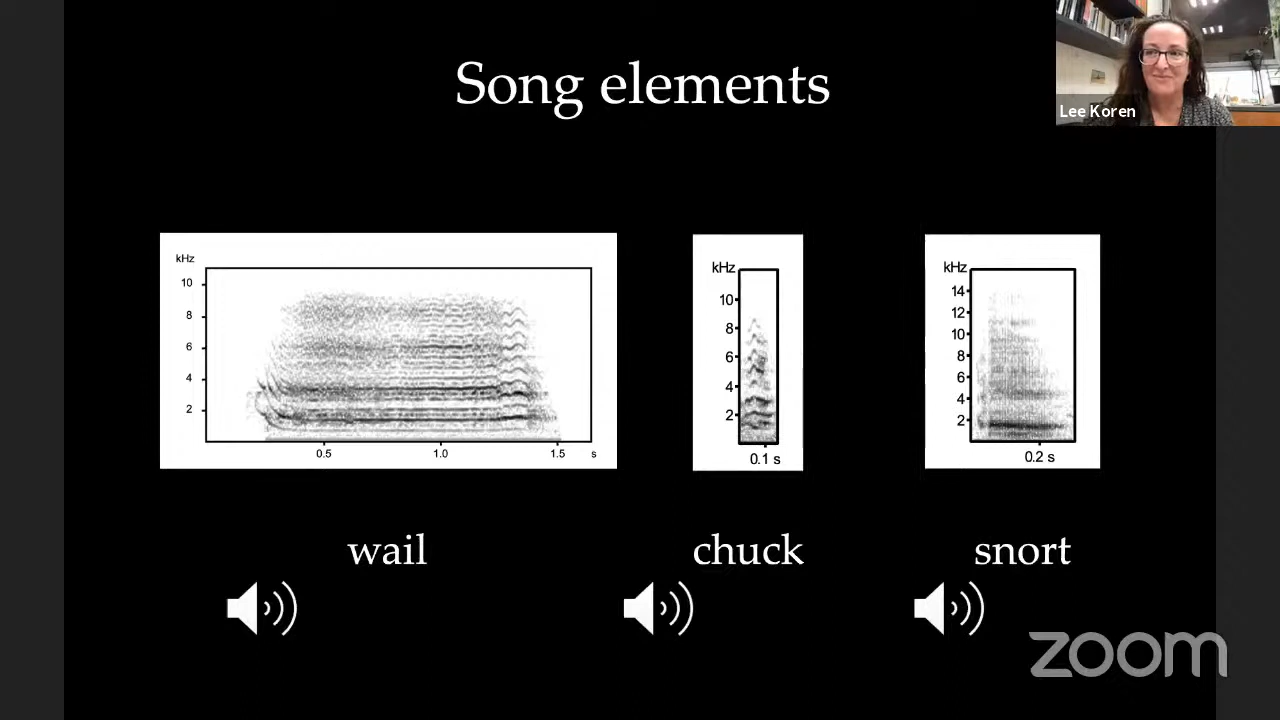 Song elements
Lee Koren
kHz
10
8
6
4
2
0.5 1.0 1.5 s
kHz
10
8
6
4
2
0.1 s
kHz
14
12
10
8
6
4
2
0.2 s
wail
chuck
snort
zoom